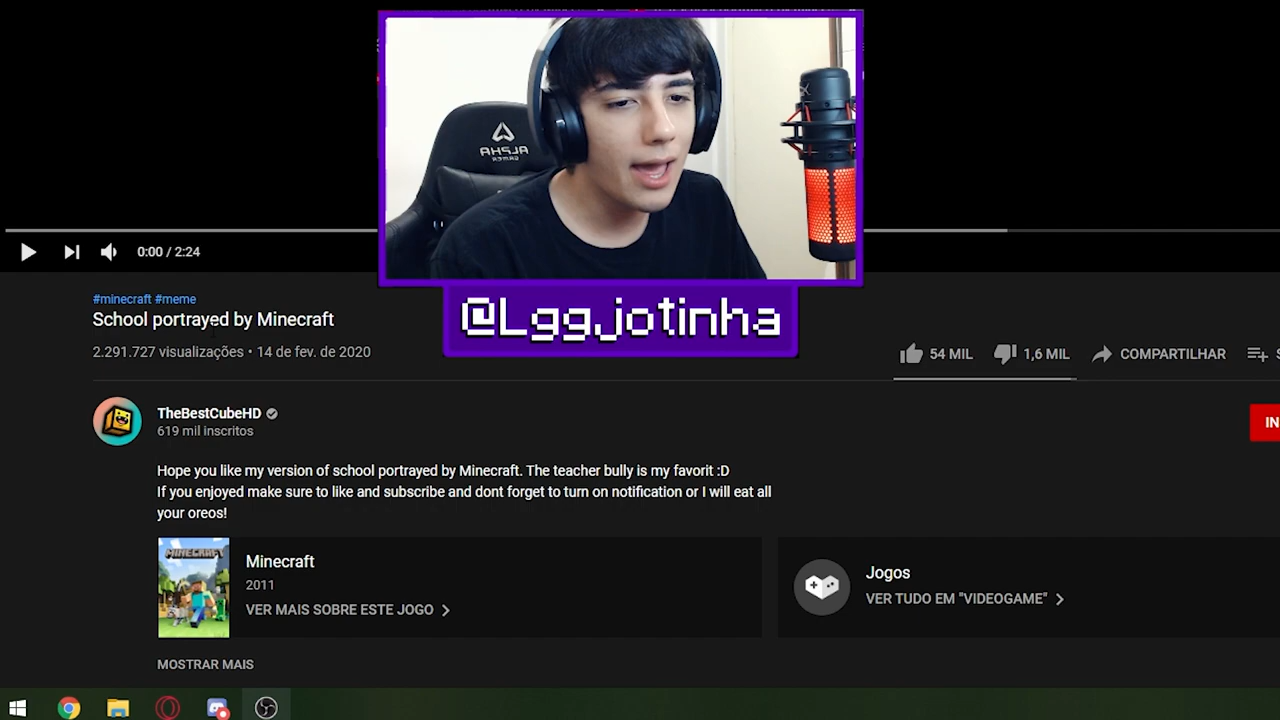 0:00 / 2:24
#minecraft #meme
School portrayed by Minecraft
2.291.727 visualizações • 14 de fev. de 2020
@Lggjotinha
54 MIL
1,6 MIL
COMPARTILHAR
TheBestCubeHD
619 mil inscritos
IN
Hope you like my version of school portrayed by Minecraft. The teacher bully is my favorit :D
If you enjoyed make sure to like and subscribe and dont forget to turn on notification or I will eat all
your oreos!
MINECRAFT
Minecraft
2011
VER MAIS SOBRE ESTE JOGO
Jogos
VER TUDO EM "VIDEOGAME"
MOSTRAR MAIS